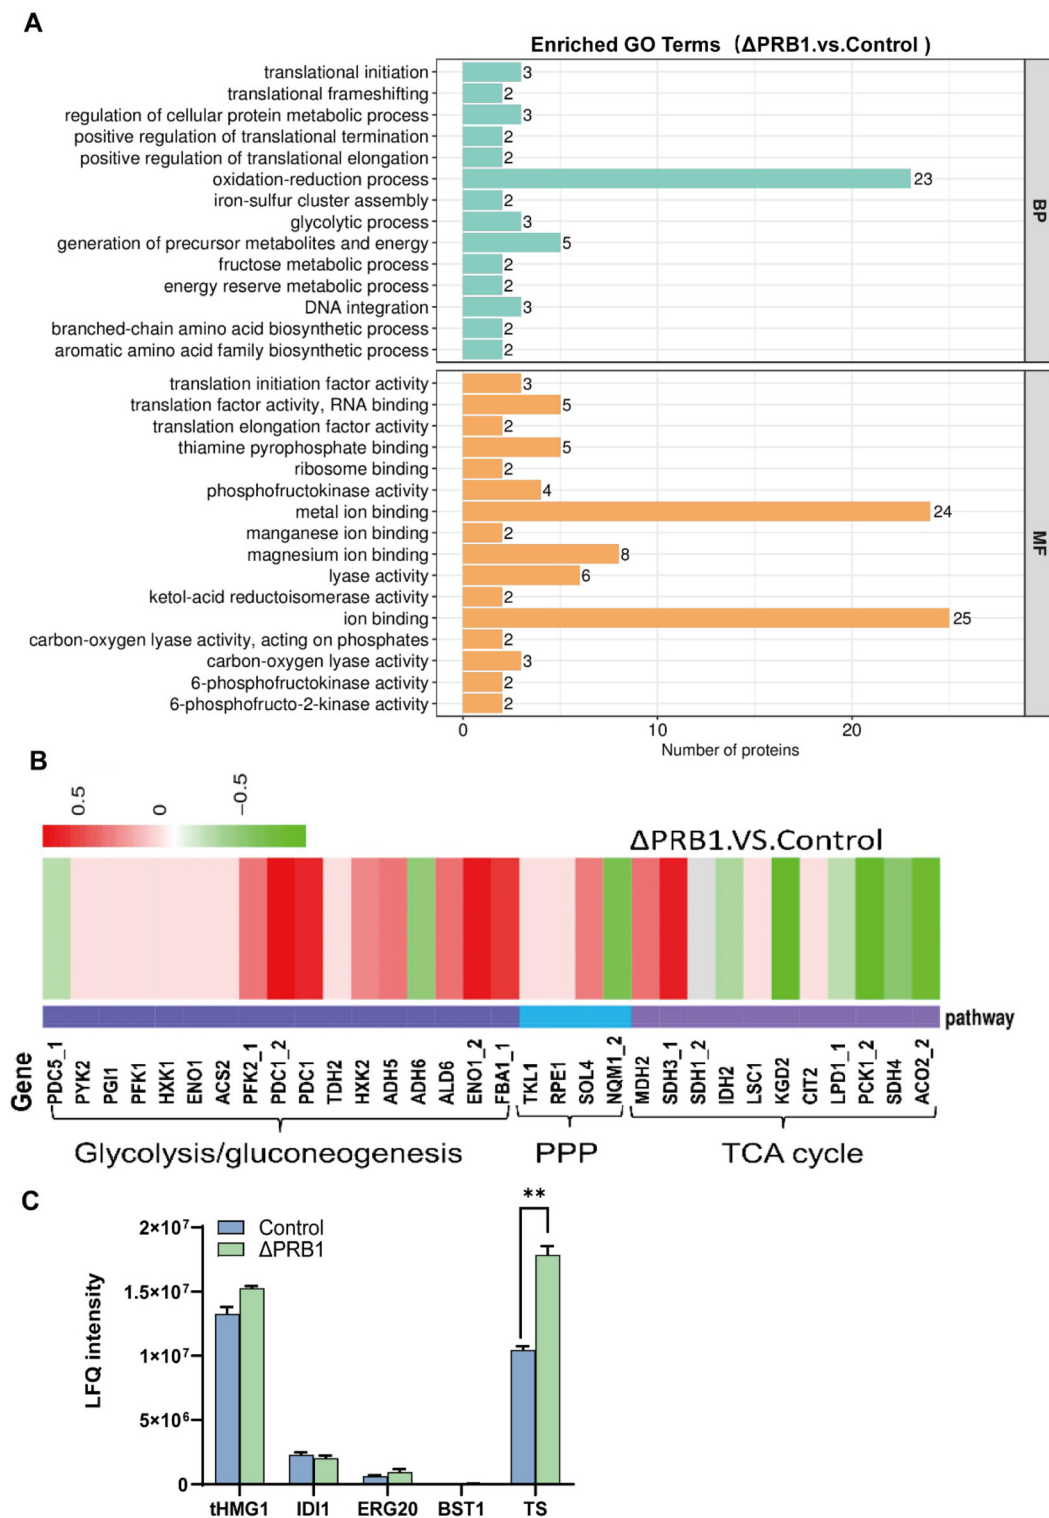 A
Enriched GO Terms（ΔPRB1.vs.Control )
translational initiation 3
translational frameshifting 2
regulation of cellular protein metabolic process 3
positive regulation of translational termination 2
positive regulation of translational elongation 2
oxidation-reduction process 23
iron-sulfur cluster assembly 2
glycolytic process 3
generation of precursor metabolites and energy 5
fructose metabolic process 2
energy reserve metabolic process 2
DNA integration 3
branched-chain amino acid biosynthetic process 2
aromatic amino acid family biosynthetic process 2
BP
translation initiation factor activity 3
translation factor activity, RNA binding 5
translation elongation factor activity 2
thiamine pyrophosphate binding 5
ribosome binding 2
phosphofructokinase activity 4
metal ion binding 24
manganese ion binding 2
magnesium ion binding 8
lyase activity 6
ketol-acid reductoisomerase activity 2
ion binding 25
carbon-oxygen lyase activity, acting on phosphates 2
carbon-oxygen lyase activity 3
6-phosphofructokinase activity 2
6-phosphofructo-2-kinase activity 2
MF
0 10 20
Number of proteins
B
0.5 0 −0.5
ΔPRB1.VS.Control
pathway
Gene
PDC5_1
PYK2
PGI1
PFK1
HXK1
ENO1
ACS2
PFK2_1
PDC1_2
PDC1
TDH2
HXK2
ADH5
ADH6
ALD6
ENO1_2
FBA1_1
TKL1
RPE1
SOL4
NQM1_2
MDH2
SDH3_1
SDH1_2
IDH2
LSC1
KGD2
CIT2
LPD1_1
PCK1_2
SDH4
ACO2_2
Glycolysis/gluconeogenesis PPP TCA cycle
C
**
Control
ΔPRB1
LFQ intensity
2×10⁷
1.5×10⁷
1×10⁷
5×10⁶
0
tHMG1 IDI1 ERG20 BST1 TS